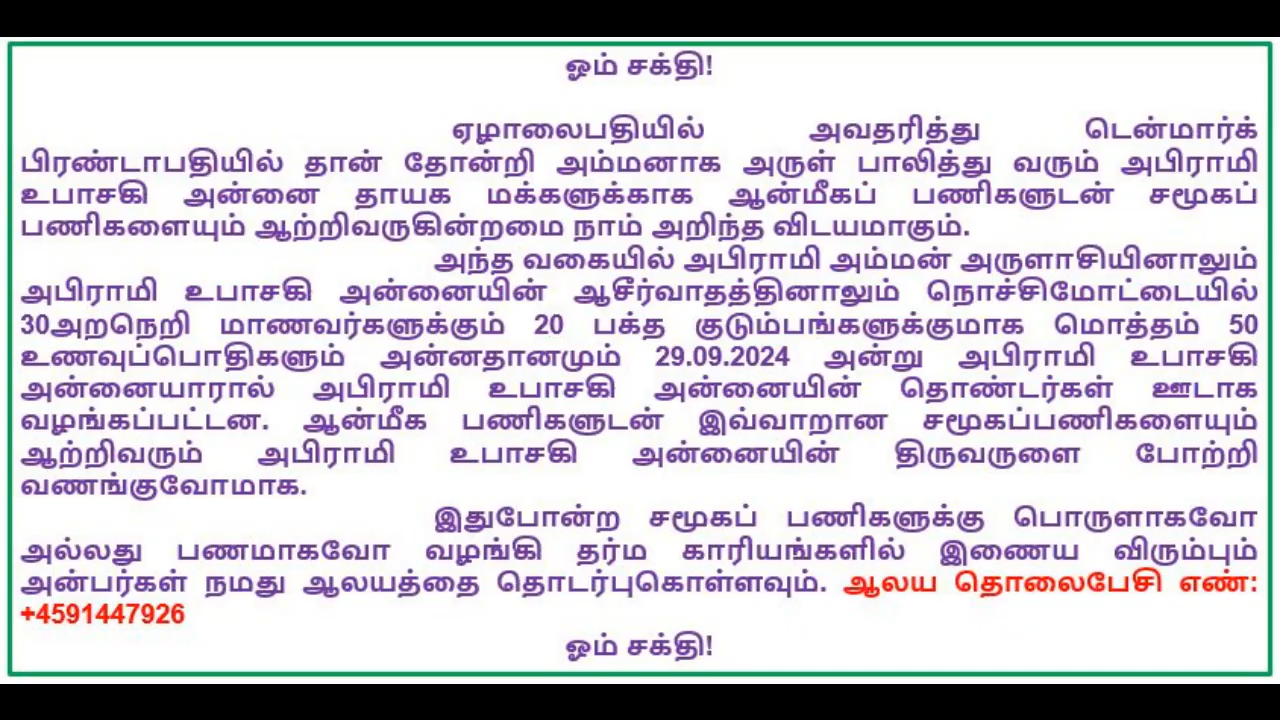 ஓம் சக்தி!
ஏழாலைபதியில் அவதரித்து டென்மார்க்
பிரண்டாபதியில் தான் தோன்றி அம்மனாக அருள் பாலித்து வரும் அபிராமி
உபாசகி அன்னை தாயக மக்களுக்காக ஆன்மீகப் பணிகளுடன் சமூகப்
பணிகளையும் ஆற்றிவருகின்றமை நாம் அறிந்த விடயமாகும்.
அந்த வகையில் அபிராமி அம்மன் அருளாசியினாலும்
அபிராமி உபாசகி அன்னையின் ஆசீர்வாதத்தினாலும் நொச்சிமோட்டையில்
30அறநெறி மாணவர்களுக்கும் 20 பக்த குடும்பங்களுக்குமாக மொத்தம் 50
உணவுப்பொதிகளும் அன்னதானமும் 29.09.2024 அன்று அபிராமி உபாசகி
அன்னையாரால் அபிராமி உபாசகி அன்னையின் தொண்டர்கள் ஊடாக
வழங்கப்பட்டன. ஆன்மீக பணிகளுடன் இவ்வாறான சமூகப்பணிகளையும்
ஆற்றிவரும் அபிராமி உபாசகி அன்னையின் திருவருளை போற்றி
வணங்குவோமாக.
இதுபோன்ற சமூகப் பணிகளுக்கு பொருளாகவோ
அல்லது பணமாகவோ வழங்கி தர்ம காரியங்களில் இணைய விரும்பும்
அன்பர்கள் நமது ஆலயத்தை தொடர்புகொள்ளவும். ஆலய தொலைபேசி எண்:
+4591447926
ஓம் சக்தி!